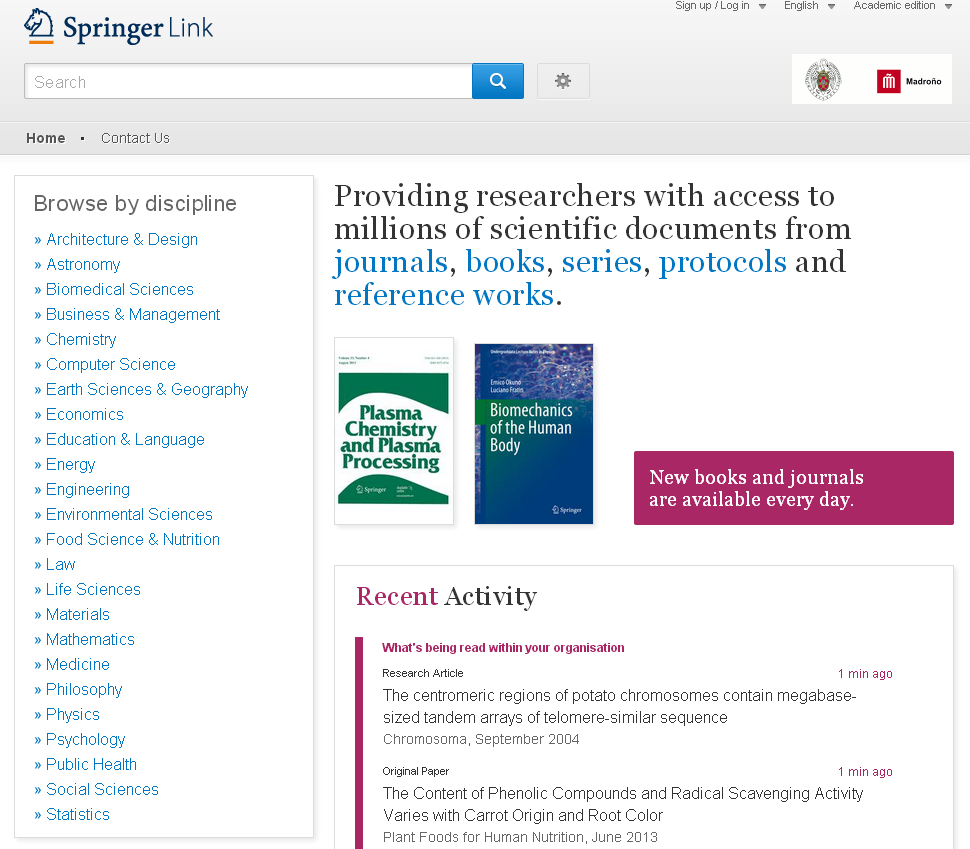 Sign up / Log in English Academic edition
Springer Link
Search
Madroño
Home • Contact Us
Browse by discipline
» Architecture & Design
» Astronomy
» Biomedical Sciences
» Business & Management
» Chemistry
» Computer Science
» Earth Sciences & Geography
» Economics
» Education & Language
» Energy
» Engineering
» Environmental Sciences
» Food Science & Nutrition
» Law
» Life Sciences
» Materials
» Mathematics
» Medicine
» Philosophy
» Physics
» Psychology
» Public Health
» Social Sciences
» Statistics
Providing researchers with access to
millions of scientific documents from
journals, books, series, protocols and
reference works.
Plasma
Chemistry
and Plasma
Processing
Springer
Undergraduate Lecture Notes in Physics
Emico Okuno
Luciano Fratin
Biomechanics
of the Human
Body
Springer
New books and journals
are available every day.
Recent Activity
What's being read within your organisation
Research Article 1 min ago
The centromeric regions of potato chromosomes contain megabase-
sized tandem arrays of telomere-similar sequence
Chromosoma, September 2004
Original Paper 1 min ago
The Content of Phenolic Compounds and Radical Scavenging Activity
Varies with Carrot Origin and Root Color
Plant Foods for Human Nutrition, June 2013